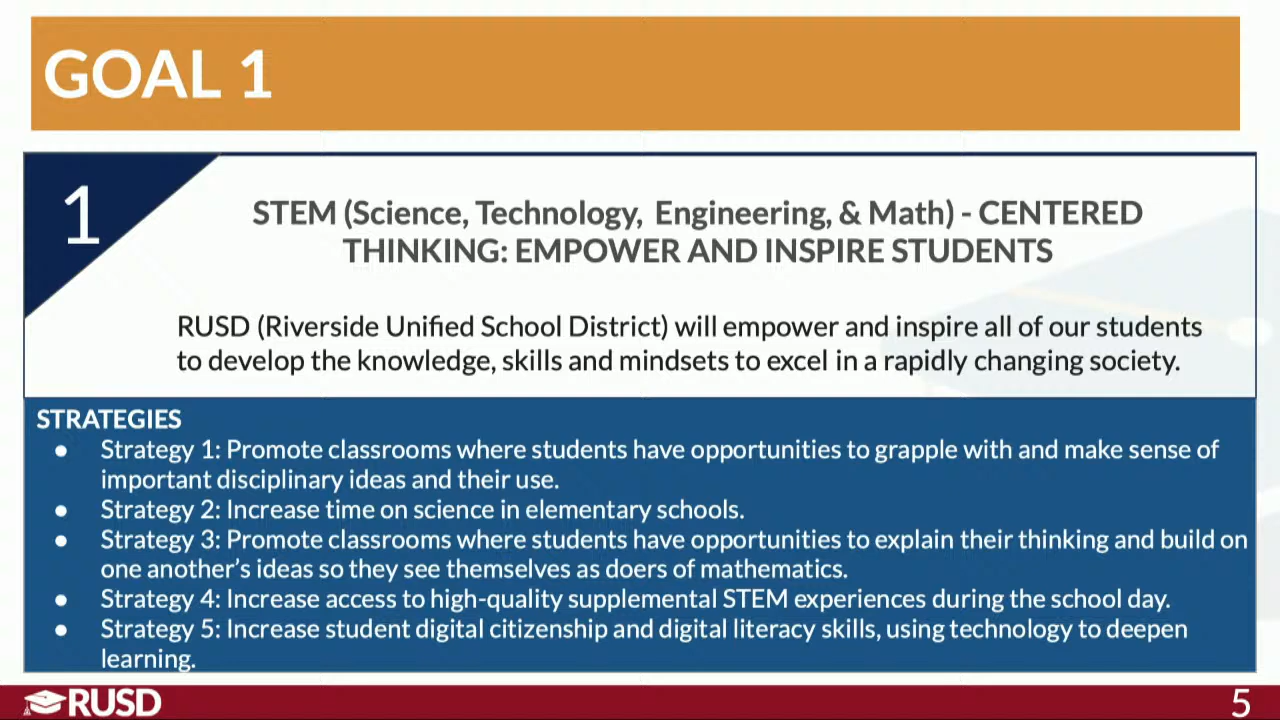 GOAL 1
1
STEM (Science, Technology, Engineering, & Math) - CENTERED
THINKING: EMPOWER AND INSPIRE STUDENTS
RUSD (Riverside Unified School District) will empower and inspire all of our students
to develop the knowledge, skills and mindsets to excel in a rapidly changing society.
STRATEGIES
● Strategy 1: Promote classrooms where students have opportunities to grapple with and make sense of
important disciplinary ideas and their use.
● Strategy 2: Increase time on science in elementary schools.
● Strategy 3: Promote classrooms where students have opportunities to explain their thinking and build on
one another’s ideas so they see themselves as doers of mathematics.
● Strategy 4: Increase access to high-quality supplemental STEM experiences during the school day.
● Strategy 5: Increase student digital citizenship and digital literacy skills, using technology to deepen
learning.
RUSD
5